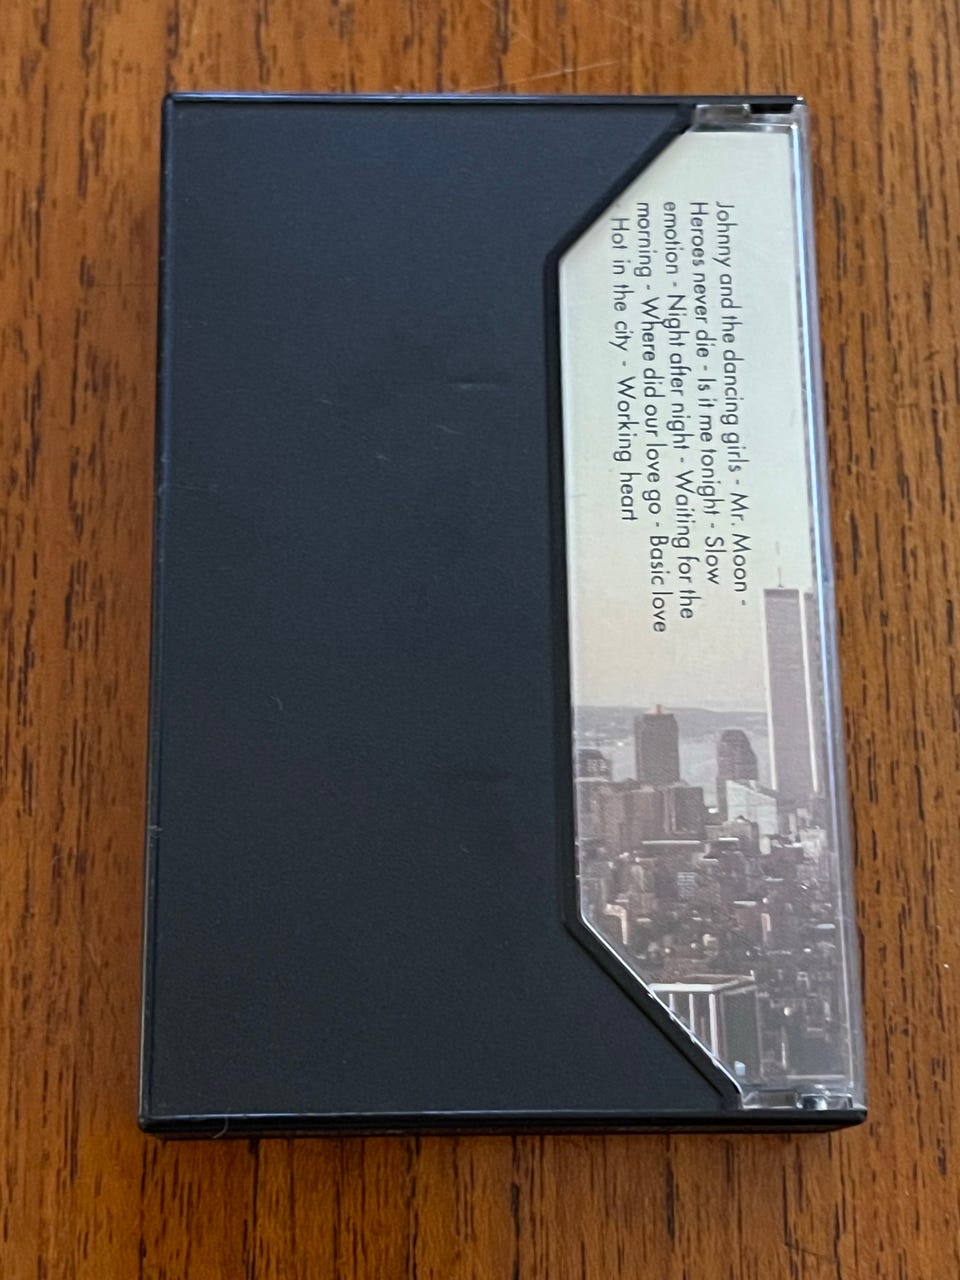 Johnny and the dancing girls - Mr. Moon -
Heroes never die - Is it me tonight - Slow
emotion - Night after night - Waiting for the
morning - Where did our love go - Basic love
- Hot in the city - Working heart